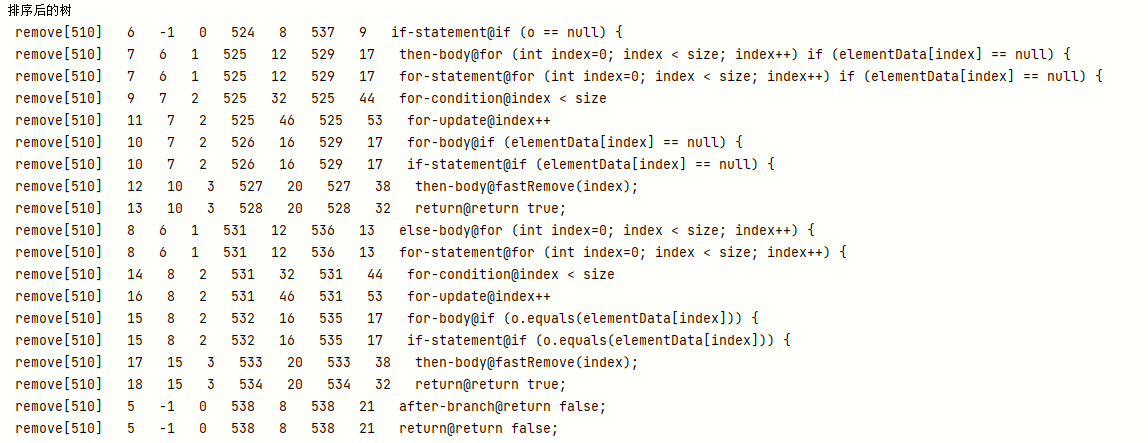 排序后的树
remove[510] 6 -1 0 524 8 537 9 if-statement@if (o == null) {
remove[510] 7 6 1 525 12 529 17 then-body@for (int index=0; index < size; index++) if (elementData[index] == null) {
remove[510] 7 6 1 525 12 529 17 for-statement@for (int index=0; index < size; index++) if (elementData[index] == null) {
remove[510] 9 7 2 525 32 525 44 for-condition@index < size
remove[510] 11 7 2 525 46 525 53 for-update@index++
remove[510] 10 7 2 526 16 529 17 for-body@if (elementData[index] == null) {
remove[510] 10 7 2 526 16 529 17 if-statement@if (elementData[index] == null) {
remove[510] 12 10 3 527 20 527 38 then-body@fastRemove(index);
remove[510] 13 10 3 528 20 528 32 return@return true;
remove[510] 8 6 1 531 12 536 13 else-body@for (int index=0; index < size; index++) {
remove[510] 8 6 1 531 12 536 13 for-statement@for (int index=0; index < size; index++) {
remove[510] 14 8 2 531 32 531 44 for-condition@index < size
remove[510] 16 8 2 531 46 531 53 for-update@index++
remove[510] 15 8 2 532 16 535 17 for-body@if (o.equals(elementData[index])) {
remove[510] 15 8 2 532 16 535 17 if-statement@if (o.equals(elementData[index])) {
remove[510] 17 15 3 533 20 533 38 then-body@fastRemove(index);
remove[510] 18 15 3 534 20 534 32 return@return true;
remove[510] 5 -1 0 538 8 538 21 after-branch@return false;
remove[510] 5 -1 0 538 8 538 21 return@return false;